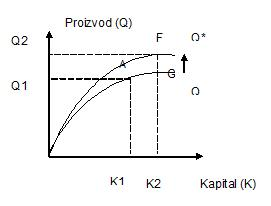 Proizvod (Q)
Q2 F Q*
A G
Q1 Q
K1 K2 Kapital (K)